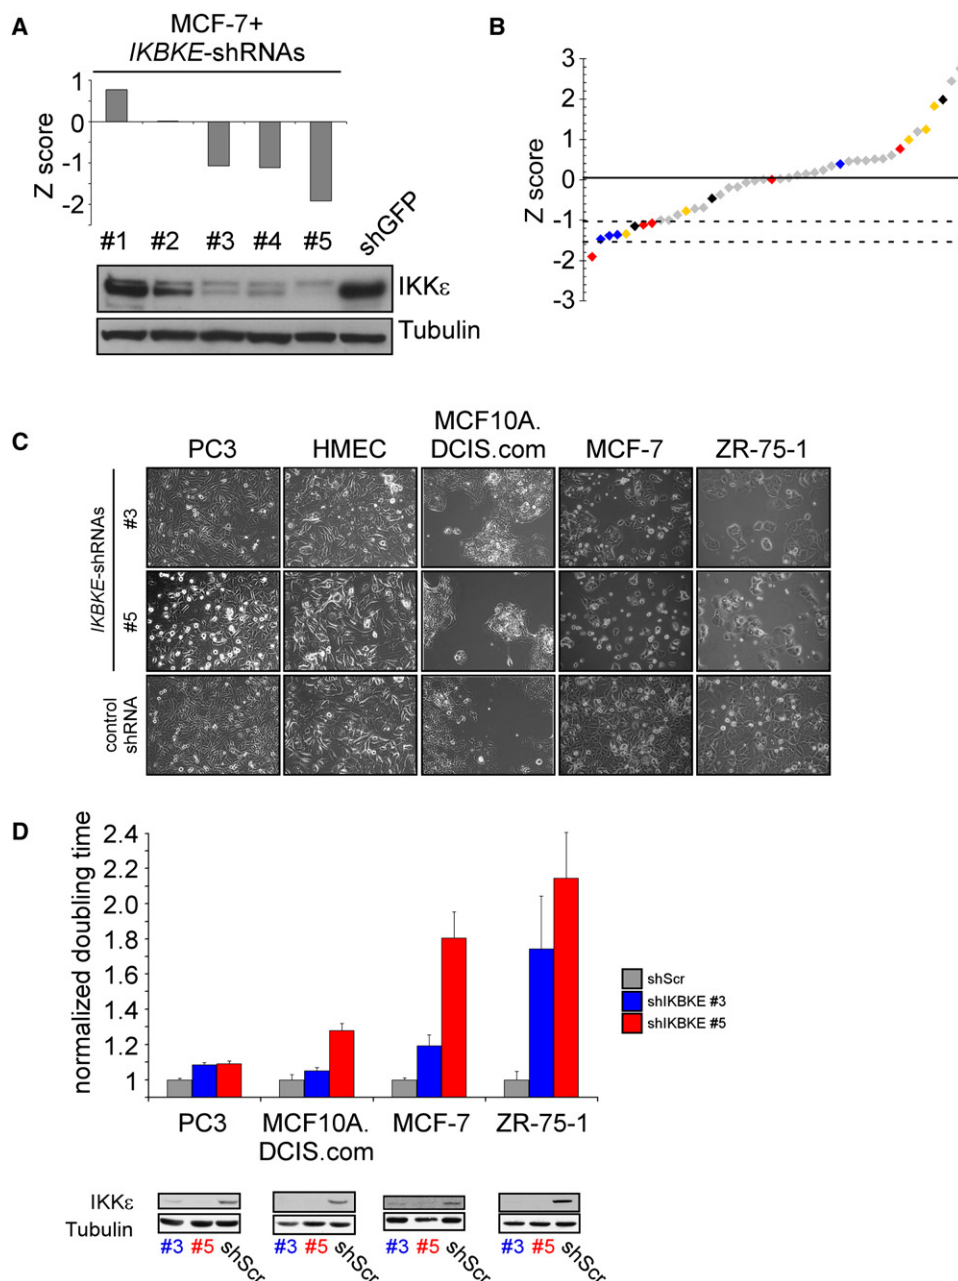 A
MCF-7+
IKBKE-shRNAs
Z score
1
0
-1
-2
#1 #2 #3 #4 #5 shGFP
IKKε
Tubulin
B
Z score
3
2
1
0
-1
-2
-3
C
PC3 HMEC MCF10A. DCIS.com MCF-7 ZR-75-1
IKBKE-shRNAs
#3
#5
control
shRNA
D
normalized doubling time
2.4
2.2
2.0
1.8
1.6
1.4
1.2
1
PC3 MCF10A. DCIS.com MCF-7 ZR-75-1
shScr
shIKBKE #3
shIKBKE #5
IKKε
Tubulin
#3 #5 shScr #3 #5 shScr #3 #5 shScr #3 #5 shScr